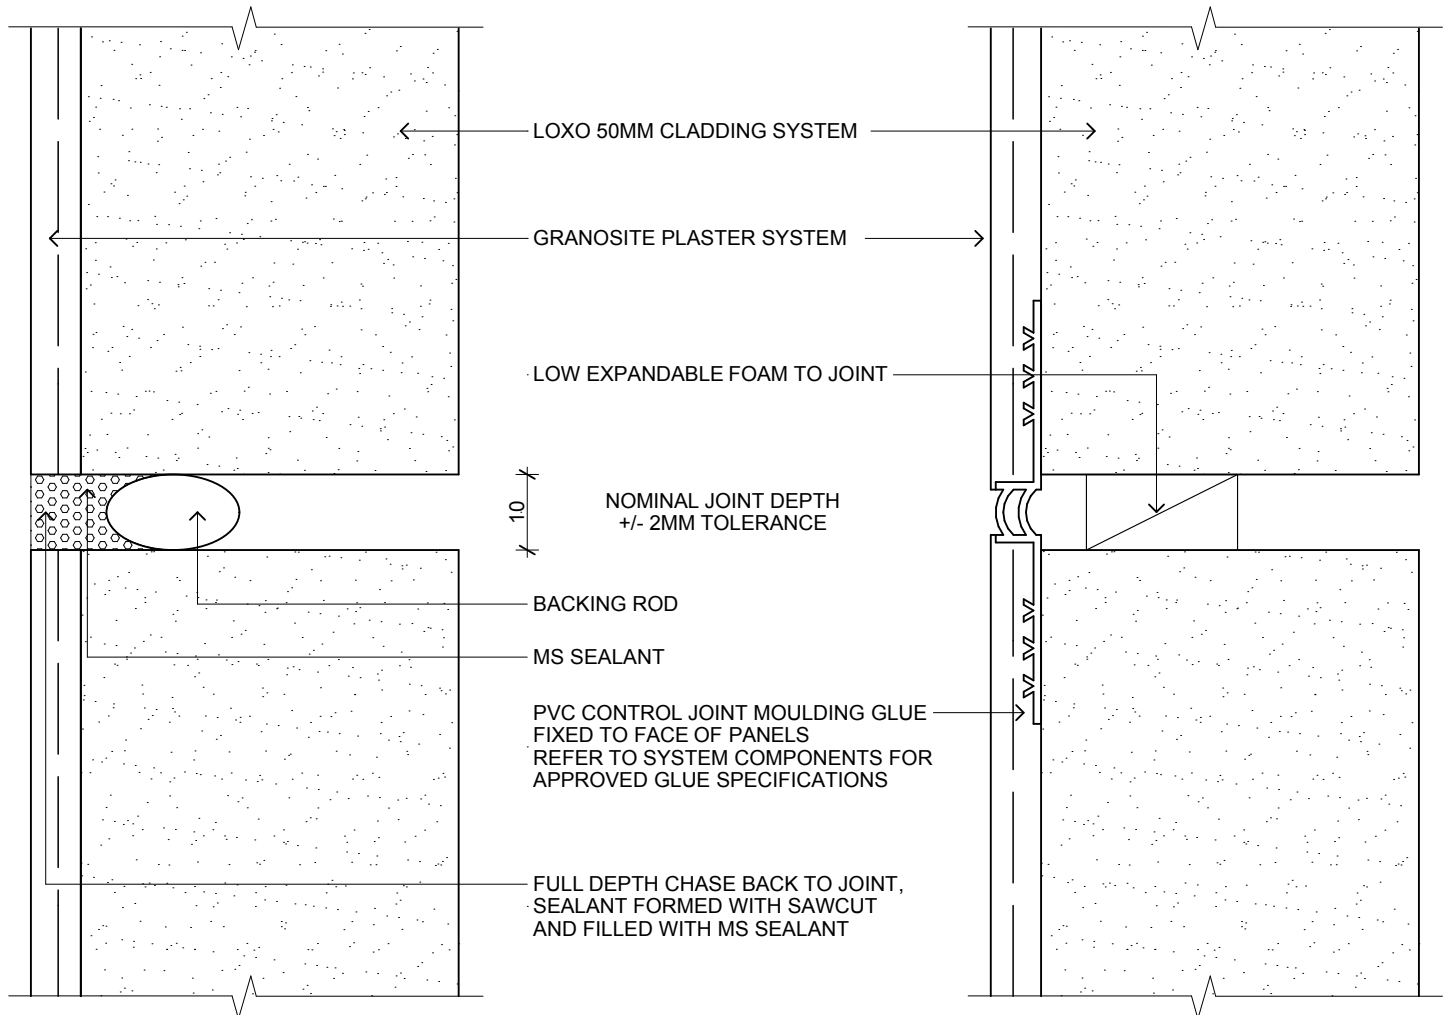 LOXO 50MM CLADDING SYSTEM
GRANOSITE PLASTER SYSTEM
LOW EXPANDABLE FOAM TO JOINT
10
NOMINAL JOINT DEPTH
+/- 2MM TOLERANCE
BACKING ROD
MS SEALANT
PVC CONTROL JOINT MOULDING GLUE
FIXED TO FACE OF PANELS
REFER TO SYSTEM COMPONENTS FOR
APPROVED GLUE SPECIFICATIONS
FULL DEPTH CHASE BACK TO JOINT,
SEALANT FORMED WITH SAWCUT
AND FILLED WITH MS SEALANT